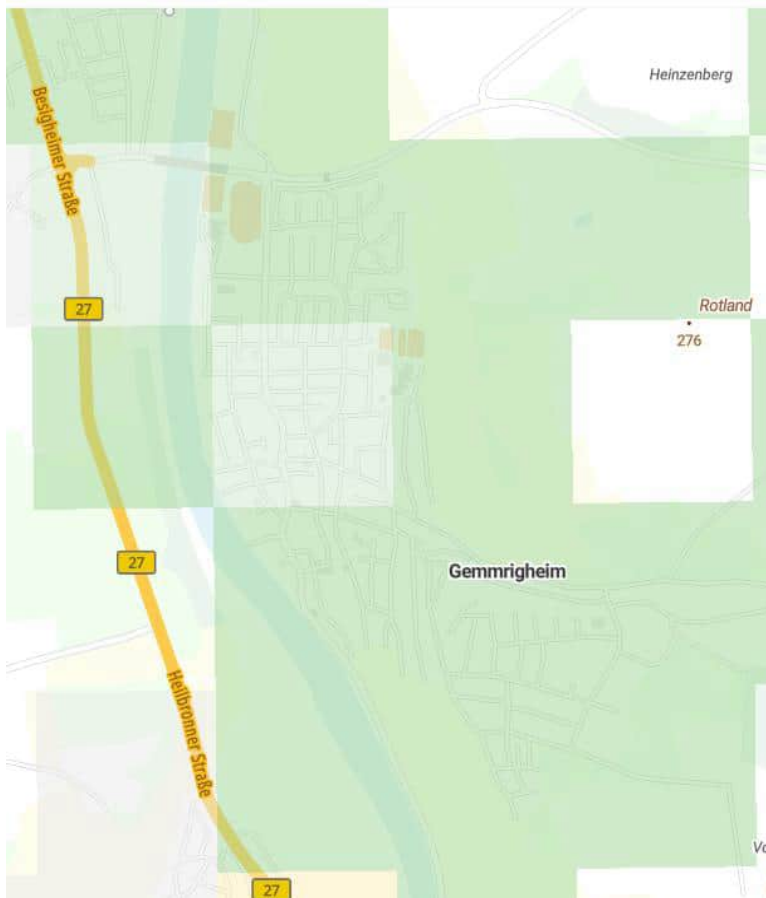 Heinzenberg
Besigheimer Straße
27
Rotland
276
27
Gemmrigheim
Heilbronner Straße
27